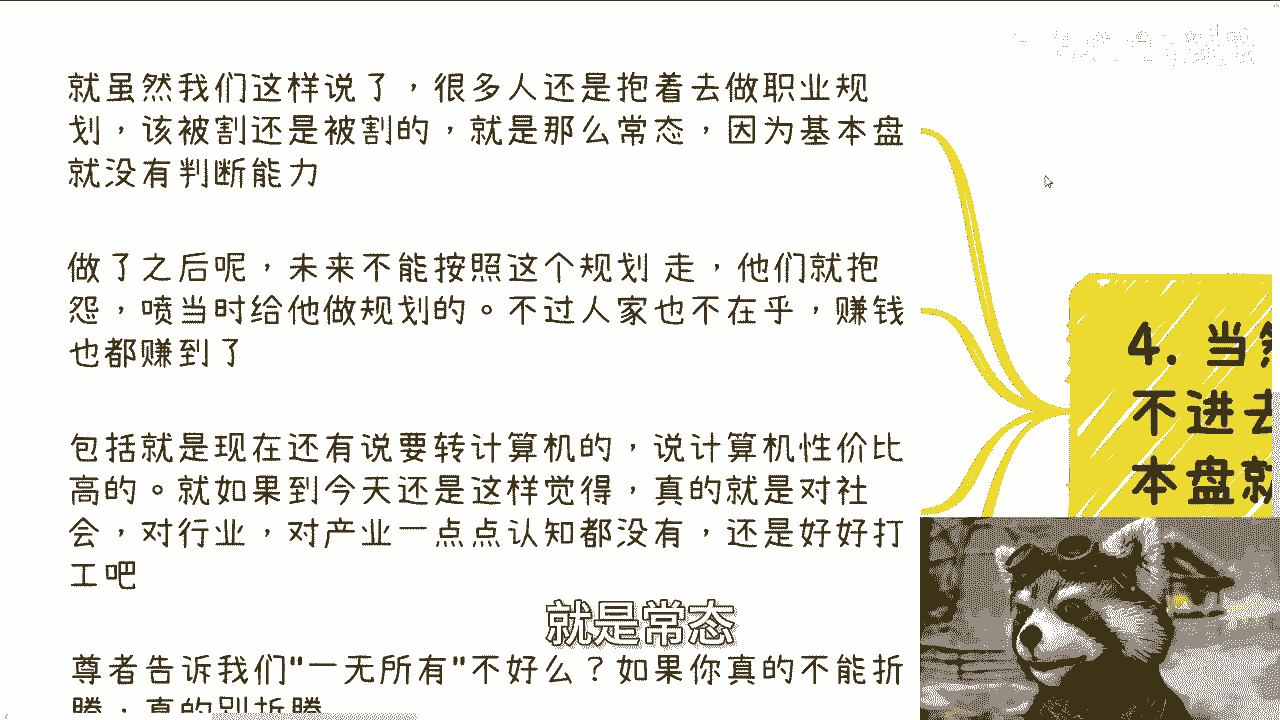 就虽然我们这样说了，很多人还是抱着去做职业规
划，该被割还是被割的，就是那么常态，因为基本盘
就没有判断能力
做了之后呢，未来不能按照这个规划 走，他们就抱
怨，喷当时给他做规划的。不过人家也不在乎，赚钱
也都赚到了
包括就是现在还有说要转计算机的，说计算机性价比
高的。就如果到今天还是这样觉得，真的就是对社
会，对行业，对产业一点点认知都没有，还是好好打
工吧
尊者告诉我们"一无所有"不好么？如果你真的不能折
腾，真的别折腾
4. 当
不进去
本盘就
就是常态